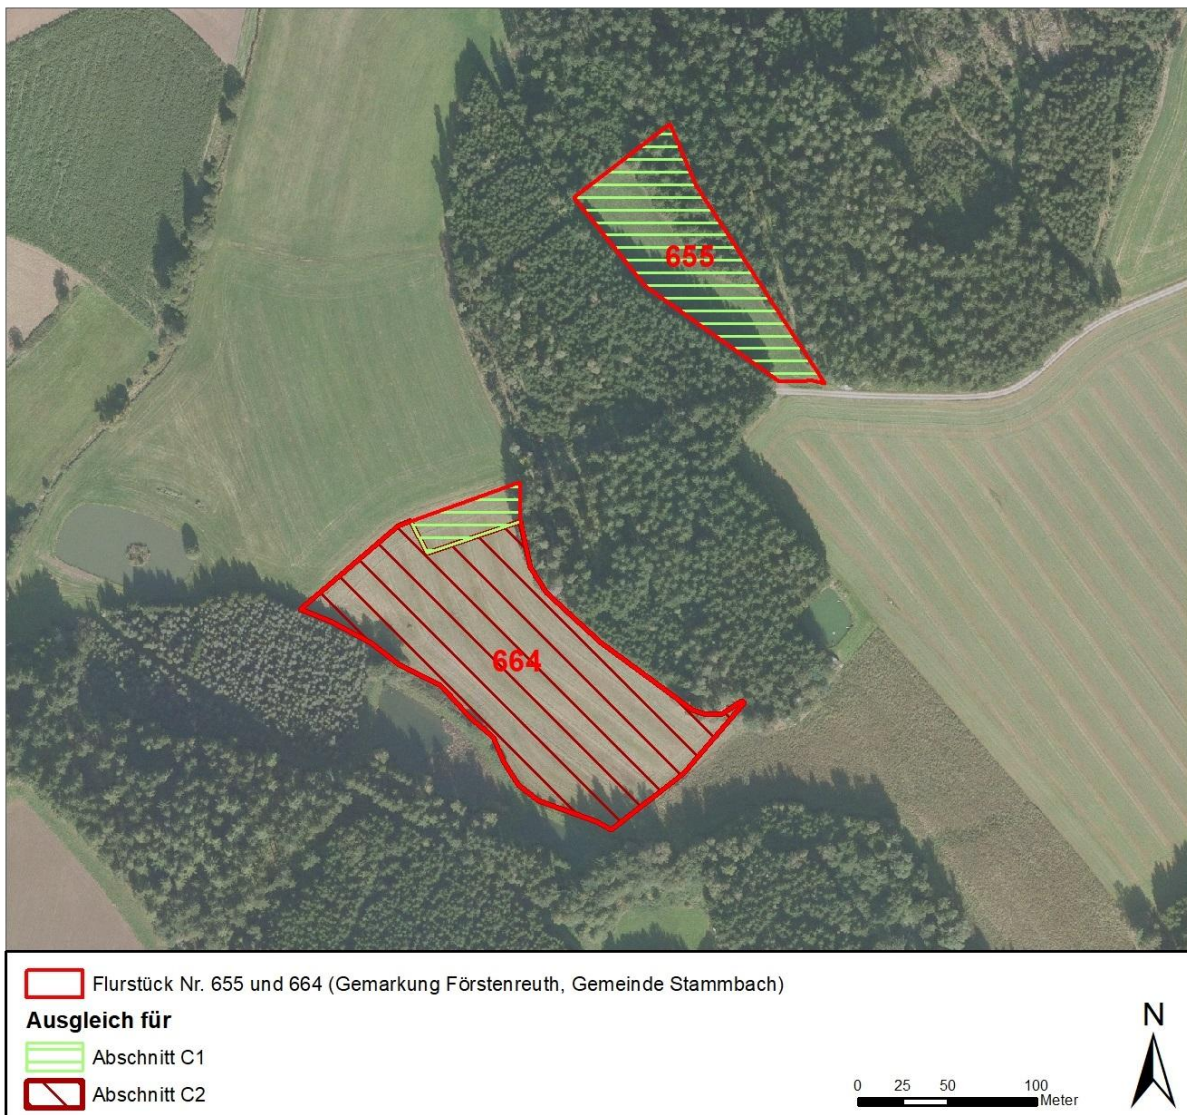 655
664
Flurstück Nr. 655 und 664 (Gemarkung Förstenreuth, Gemeinde Stammbach)
Ausgleich für
Abschnitt C1
Abschnitt C2
N
0 25 50 100
Meter